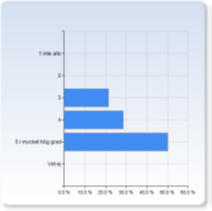 1 Inte alls
2
3
4
5 I mycket hög grad
Vet ej
0,0 % 10,0 % 20,0 % 30,0 % 40,0 % 50,0 % 60,0 %